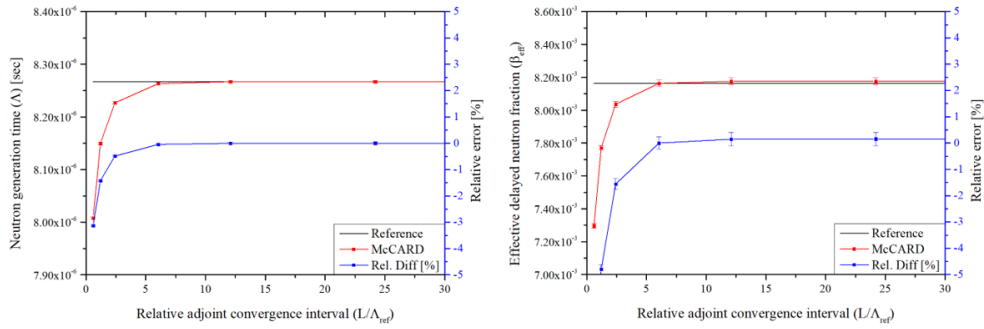 8.40x10⁻⁶
8.30x10⁻⁶
8.20x10⁻⁶
8.10x10⁻⁶
8.00x10⁻⁶
7.90x10⁻⁶
Neutron generation time (Λ) [sec]
0 5 10 15 20 25 30
Relative adjoint convergence interval (L/Λref)
5
4
3
2
1
0
-1
-2
-3
-4
-5
Relative error [%]
Reference
McCARD
Rel. Diff [%]
8.60x10⁻³
8.40x10⁻³
8.20x10⁻³
8.00x10⁻³
7.80x10⁻³
7.60x10⁻³
7.40x10⁻³
7.20x10⁻³
7.00x10⁻³
Effective delayed neutron fraction (βeff)
0 5 10 15 20 25 30
Relative adjoint convergence interval (L/Λref)
5
4
3
2
1
0
-1
-2
-3
-4
-5
Relative error [%]
Reference
McCARD
Rel. Diff [%]